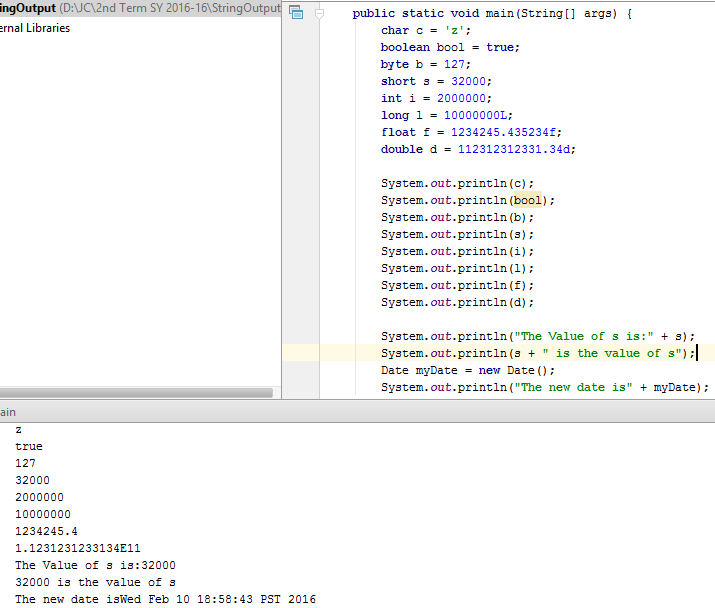 ingOutput (D:\JC\2nd Term SY 2016-16\StringOutput
ernal Libraries
public static void main(String[] args) {
char c = 'z';
boolean bool = true;
byte b = 127;
short s = 32000;
int i = 2000000;
long l = 10000000L;
float f = 1234245.435234f;
double d = 112312312331.34d;
System.out.println(c);
System.out.println(bool);
System.out.println(b);
System.out.println(s);
System.out.println(i);
System.out.println(l);
System.out.println(f);
System.out.println(d);
System.out.println("The Value of s is:" + s);
System.out.println(s + " is the value of s");
Date myDate = new Date();
System.out.println("The new date is" + myDate);
ain
z
true
127
32000
2000000
10000000
1234245.4
1.1231231233134E11
The Value of s is:32000
32000 is the value of s
The new date isWed Feb 10 18:58:43 PST 2016